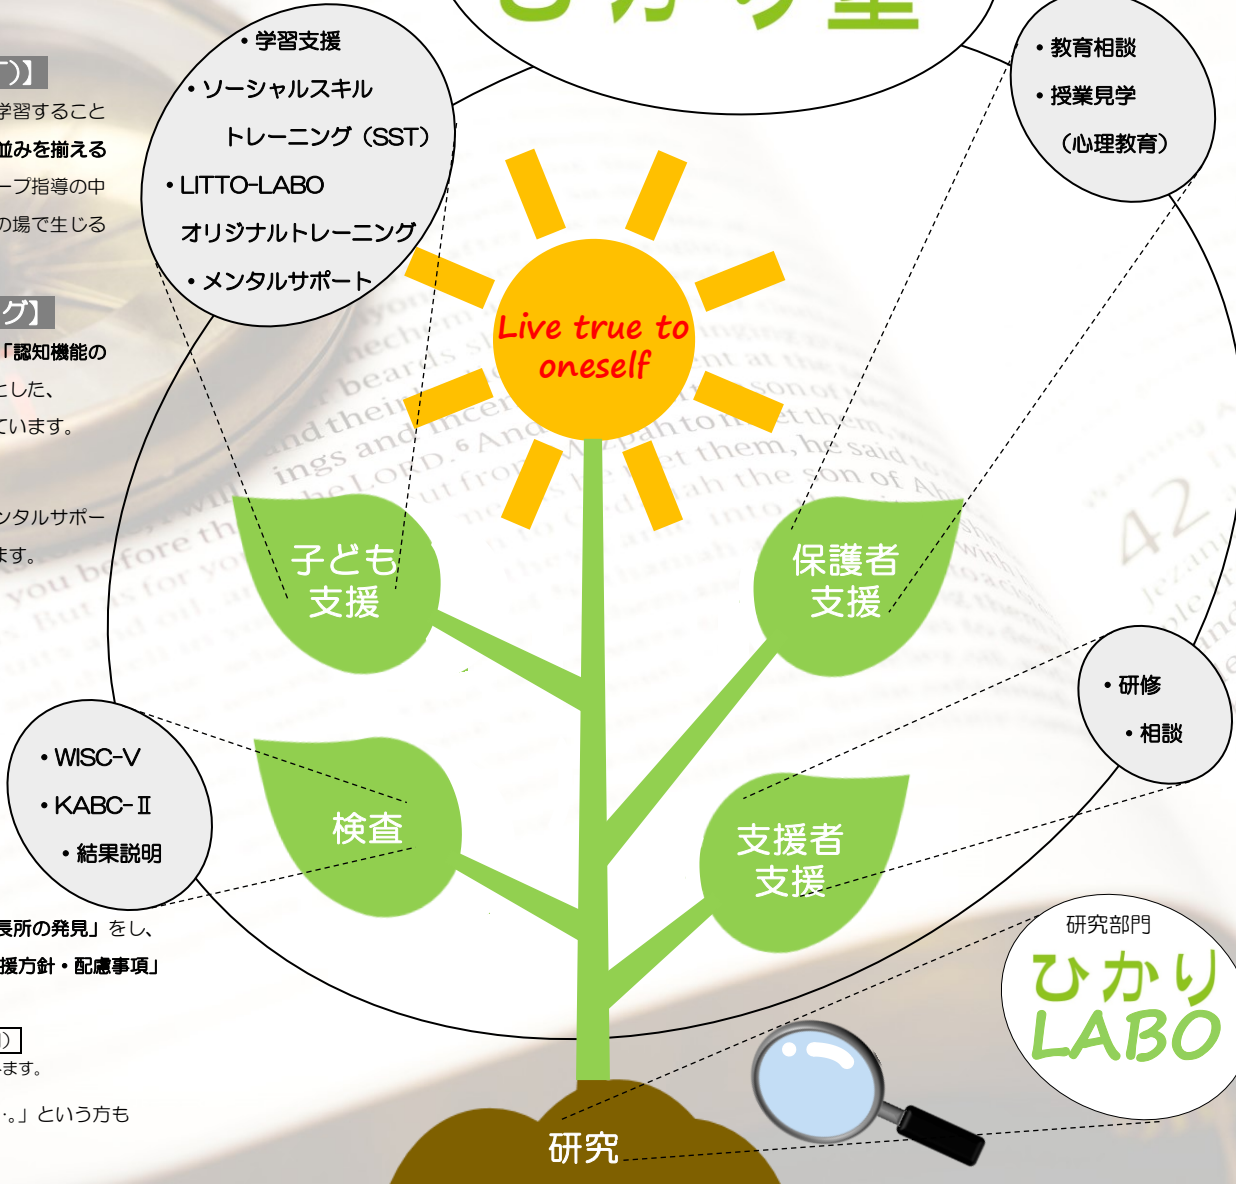 ひかり塾
・学習支援
・ソーシャルスキル
トレーニング（SST）
・LITTO-LABO
オリジナルトレーニング
・メンタルサポート
・教育相談
・授業見学
（心理教育）
T)】
学習すること
並みを揃える
ープ指導の中
の場で生じる
グ】
「認知機能の
とした、
ています。
ンタルサポー
ます。
Live true to
oneself
子ども
支援
保護者
支援
・研修
・相談
・WISC-Ⅴ
・KABC-Ⅱ
・結果説明
検査
支援者
支援
長所の発見」をし、
援方針・配慮事項」
ます。
…。」という方も
研究部門
ひかり
LABO
研究
42